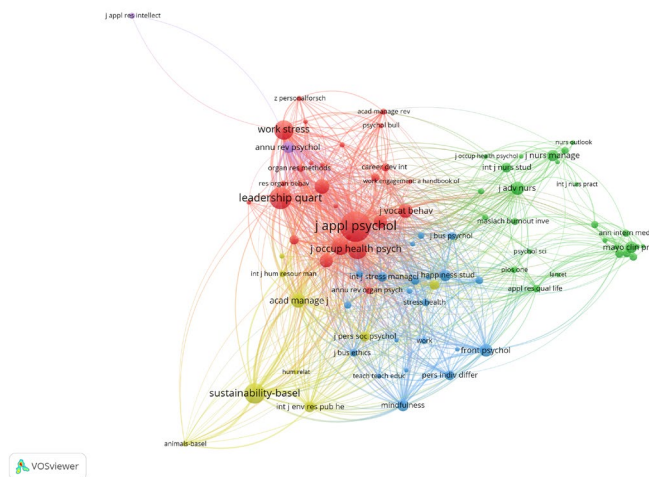 j appl res intellect
z personalforsch
acad manage rev
work stress
psychol bull
annu rev psychol
nurs outlook
j occup health psychol
j nurs manage
organ res methods
career dev int
int j nurs stud
res organ behav
work engagement: a handbook of
int j nurs pract
leadership quart
j adv nurs
j vocat behav
maslach burnout inve
j appl psychol
ann intern med
j bus psychol
j occup health psych
mayo clin pr
psychol sci
int j hum resour man
int j stress manage
j happiness stud
plos one
lancet
annu rev organ psych
appl res qual life
acad manage j
stress health
j pers soc psychol
work
j bus ethics
front psychol
hum relat
teach teach educ
pers indiv differ
sustainability-basel
int j env res pub he
mindfulness
animals-basel
VOSviewer